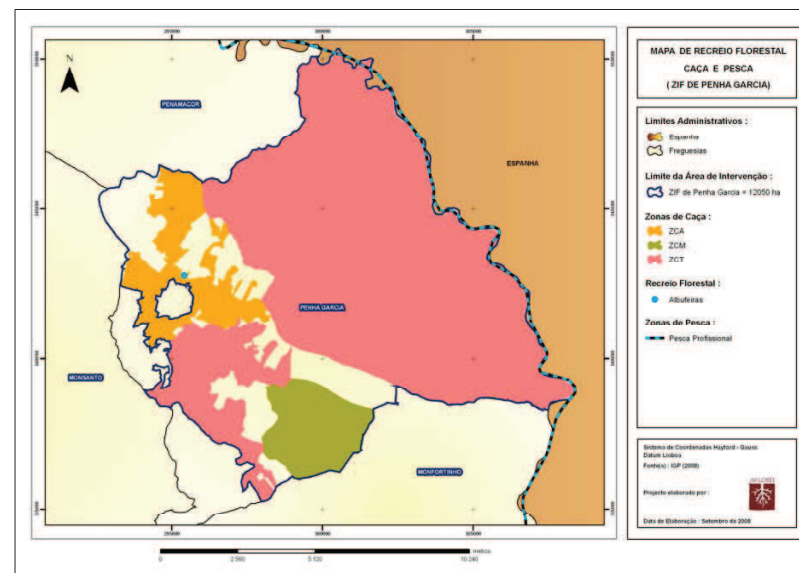 MAPA DE RECREIO FLORESTAL
CAÇA E PESCA
( ZIF DE PENHA GARCIA)
Limites Administrativos :
Espanha
Freguesias
Limite da Área de Intervenção :
ZIF de Penha Garcia = 12050 ha
Zonas de Caça :
ZCA
ZCM
ZCT
Recreio Florestal :
Albufeiras
Zonas de Pesca :
Pesca Profissional
Sistema de Coordenadas Hayford - Gauss
Datum Lisboa
Fonte(s) : IGP (2008)
Projecto elaborado por :
AFLOBEI
Data de Elaboração : Setembro de 2008
N
PENAMACOR
ESPANHA
PENHA GARCIA
MONSANTO
MONFORTINHO
metros
0
2.560
5.120
10.240